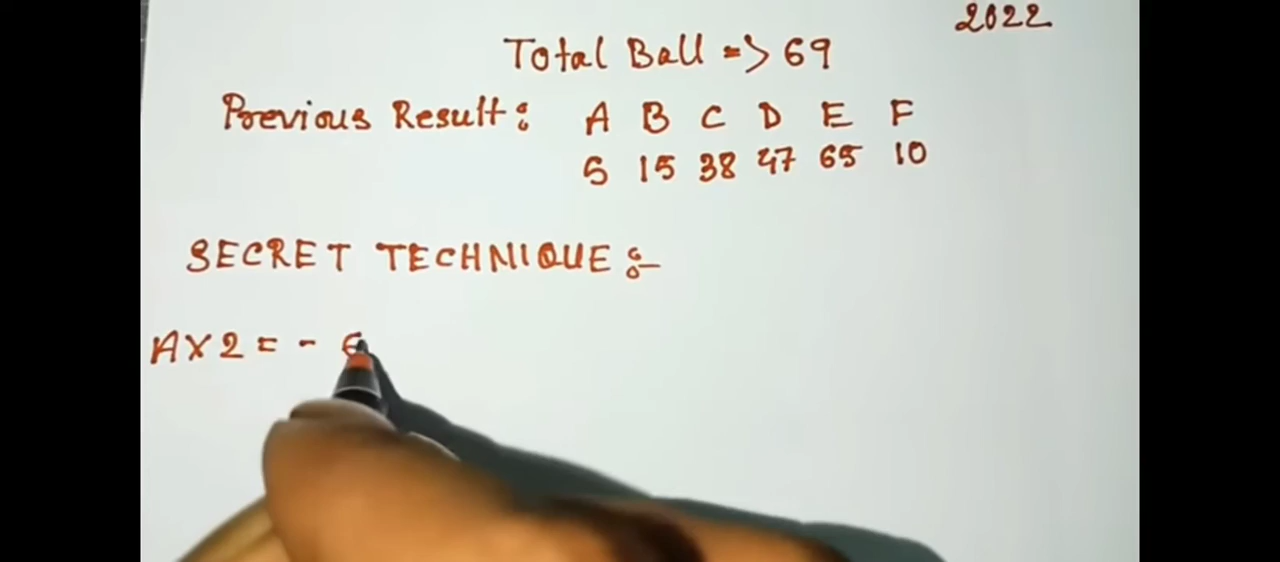 2022
Total Ball => 69
Previous Result: A B C D E F
5 15 38 47 65 10
SECRET TECHNIQUE :-
A x 2 = -